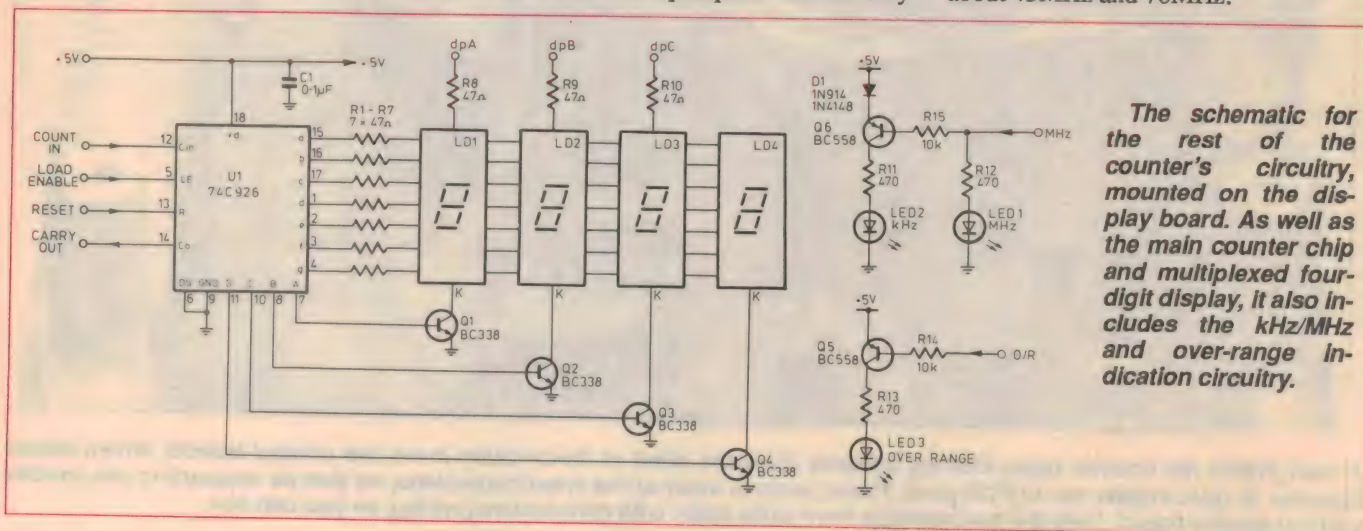 about 45MHz and 70MHz.
+5V
+5V
C1
0.1µF
COUNT
IN
LOAD
ENABLE
RESET
CARRY
OUT
12
5
13
14
18
Vd
Cin
LE
R
Co
U1
74C926
DS
GND
D
C
B
A
6
9
11
10
8
7
15
16
17
1
2
3
4
a
b
c
d
e
f
g
R1 - R7
7 x 47Ω
dpA
R8
47Ω
dpB
R9
47Ω
dpC
R10
47Ω
LD1
LD2
LD3
LD4
K
K
K
K
Q1
BC338
Q2
BC338
Q3
BC338
Q4
BC338
+5V
D1
1N914
1N4148
Q6
BC558
R15
10k
MHz
R11
470
R12
470
LED2
kHz
LED1
MHz
+5V
Q5
BC558
R14
10k
O/R
R13
470
LED3
OVER RANGE
The schematic for
the rest of the
counter's circuitry,
mounted on the dis-
play board. As well as
the main counter chip
and multiplexed four-
digit display, it also in-
cludes the kHz/MHz
and over-range in-
dication circuitry.